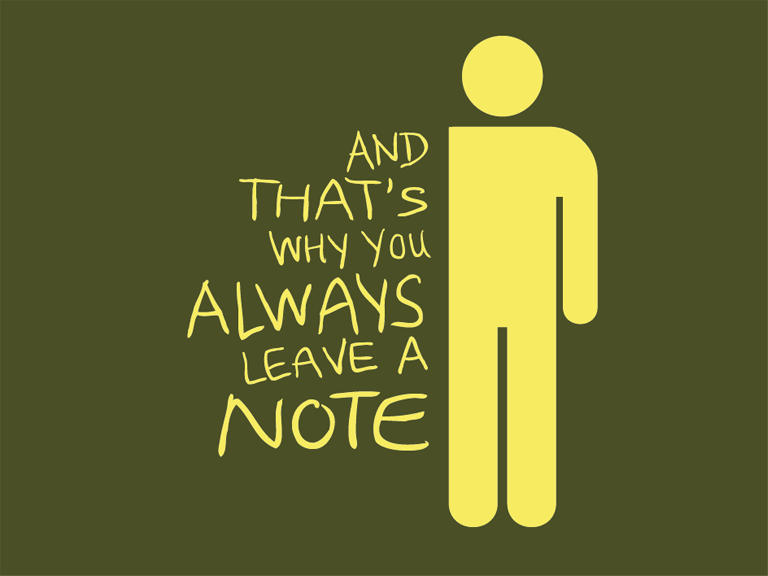 AND
THAT'S
WHY YOU
ALWAYS
LEAVE A
NOTE